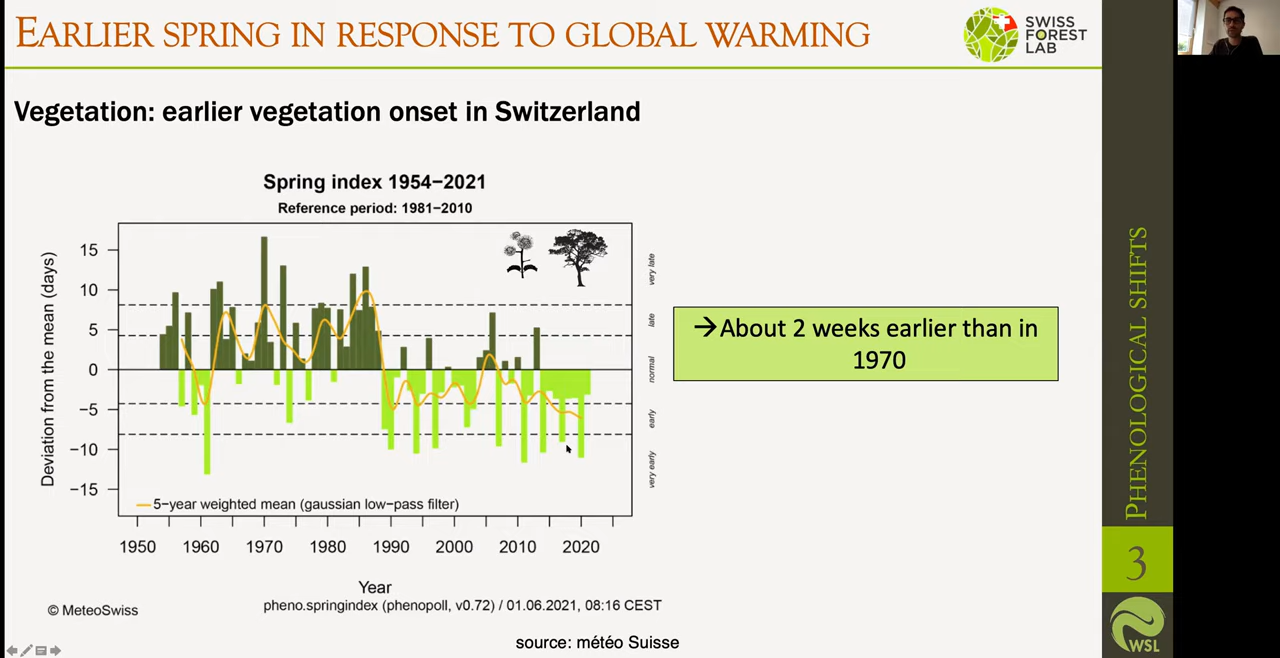 EARLIER SPRING IN RESPONSE TO GLOBAL WARMING
SWISS
FOREST
LAB
Vegetation: earlier vegetation onset in Switzerland
Spring index 1954−2021
Reference period: 1981−2010
Deviation from the mean (days)
15
10
5
0
−5
−10
−15
very late
late
normal
early
very early
5−year weighted mean (gaussian low−pass filter)
1950 1960 1970 1980 1990 2000 2010 2020
Year
© MeteoSwiss
pheno.springindex (phenopoll, v0.72) / 01.06.2021, 08:16 CEST
source: météo Suisse
→About 2 weeks earlier than in
1970
PHENOLOGICAL SHIFTS
3
WSL